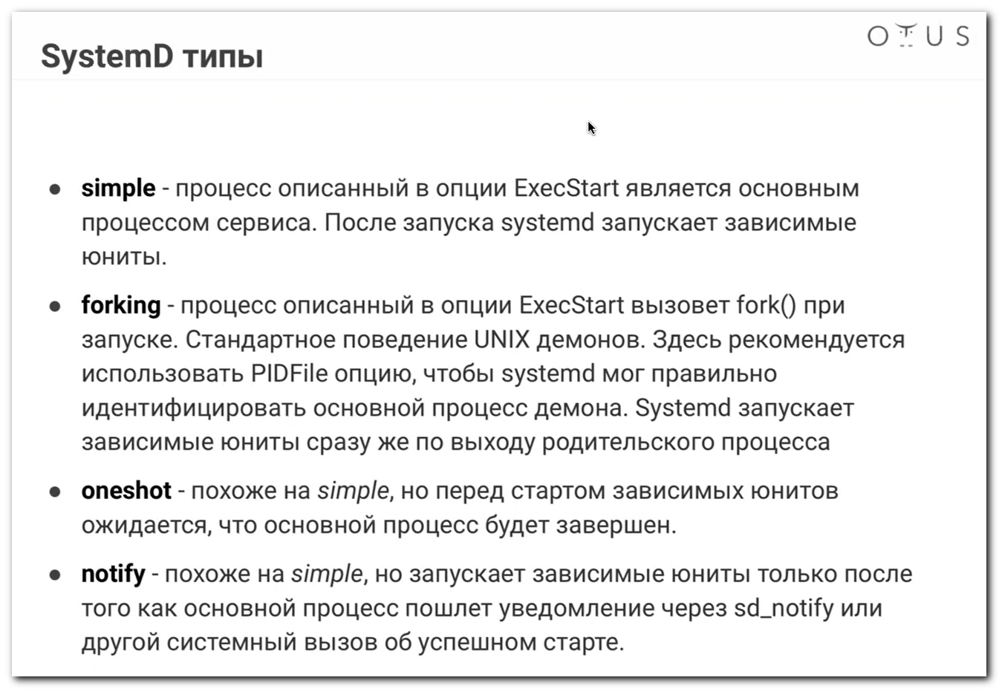 SystemD типы
OTUS
simple - процесс описанный в опции ExecStart является основным
процессом сервиса. После запуска systemd запускает зависимые
юниты.
forking - процесс описанный в опции ExecStart вызовет fork() при
запуске. Стандартное поведение UNIX демонов. Здесь рекомендуется
использовать PIDFile опцию, чтобы systemd мог правильно
идентифицировать основной процесс демона. Systemd запускает
зависимые юниты сразу же по выходу родительского процесса
oneshot - похоже на simple, но перед стартом зависимых юнитов
ожидается, что основной процесс будет завершен.
notify - похоже на simple, но запускает зависимые юниты только после
того как основной процесс пошлет уведомление через sd_notify или
другой системный вызов об успешном старте.